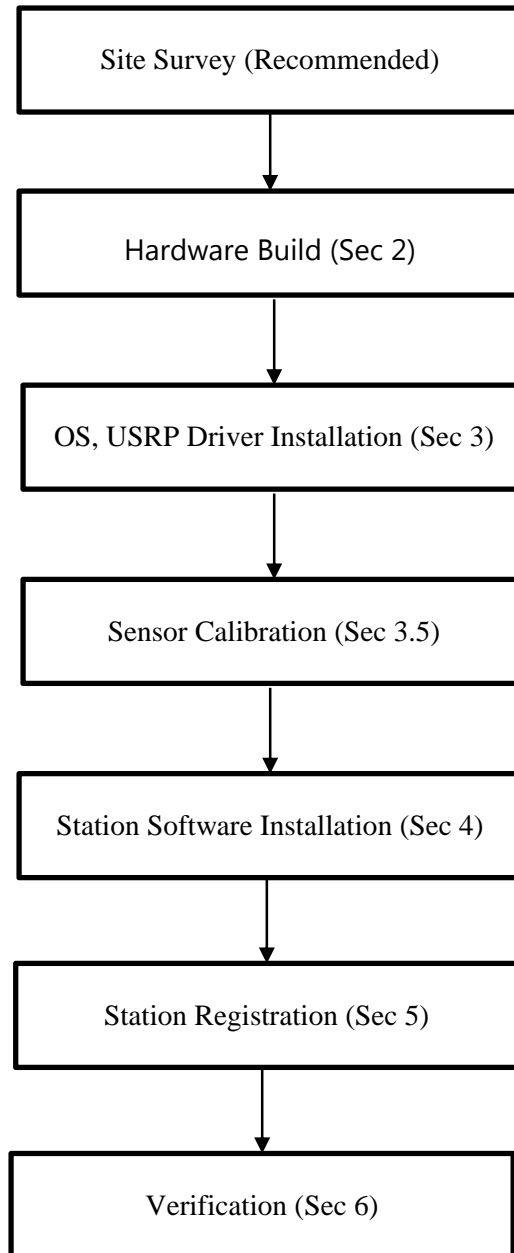 Site Survey (Recommended)
Hardware Build (Sec 2)
OS, USRP Driver Installation (Sec 3)
Sensor Calibration (Sec 3.5)
Station Software Installation (Sec 4)
Station Registration (Sec 5)
Verification (Sec 6)